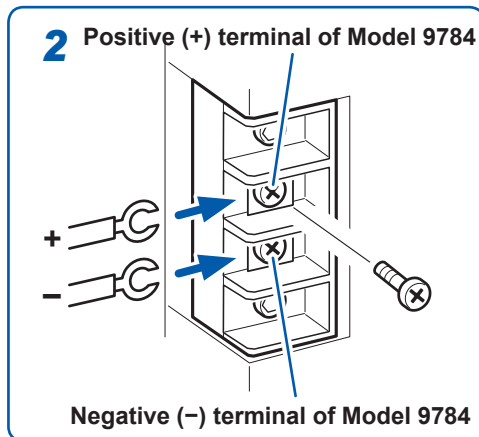 2 Positive (+) terminal of Model 9784
+
−
Negative (−) terminal of Model 9784